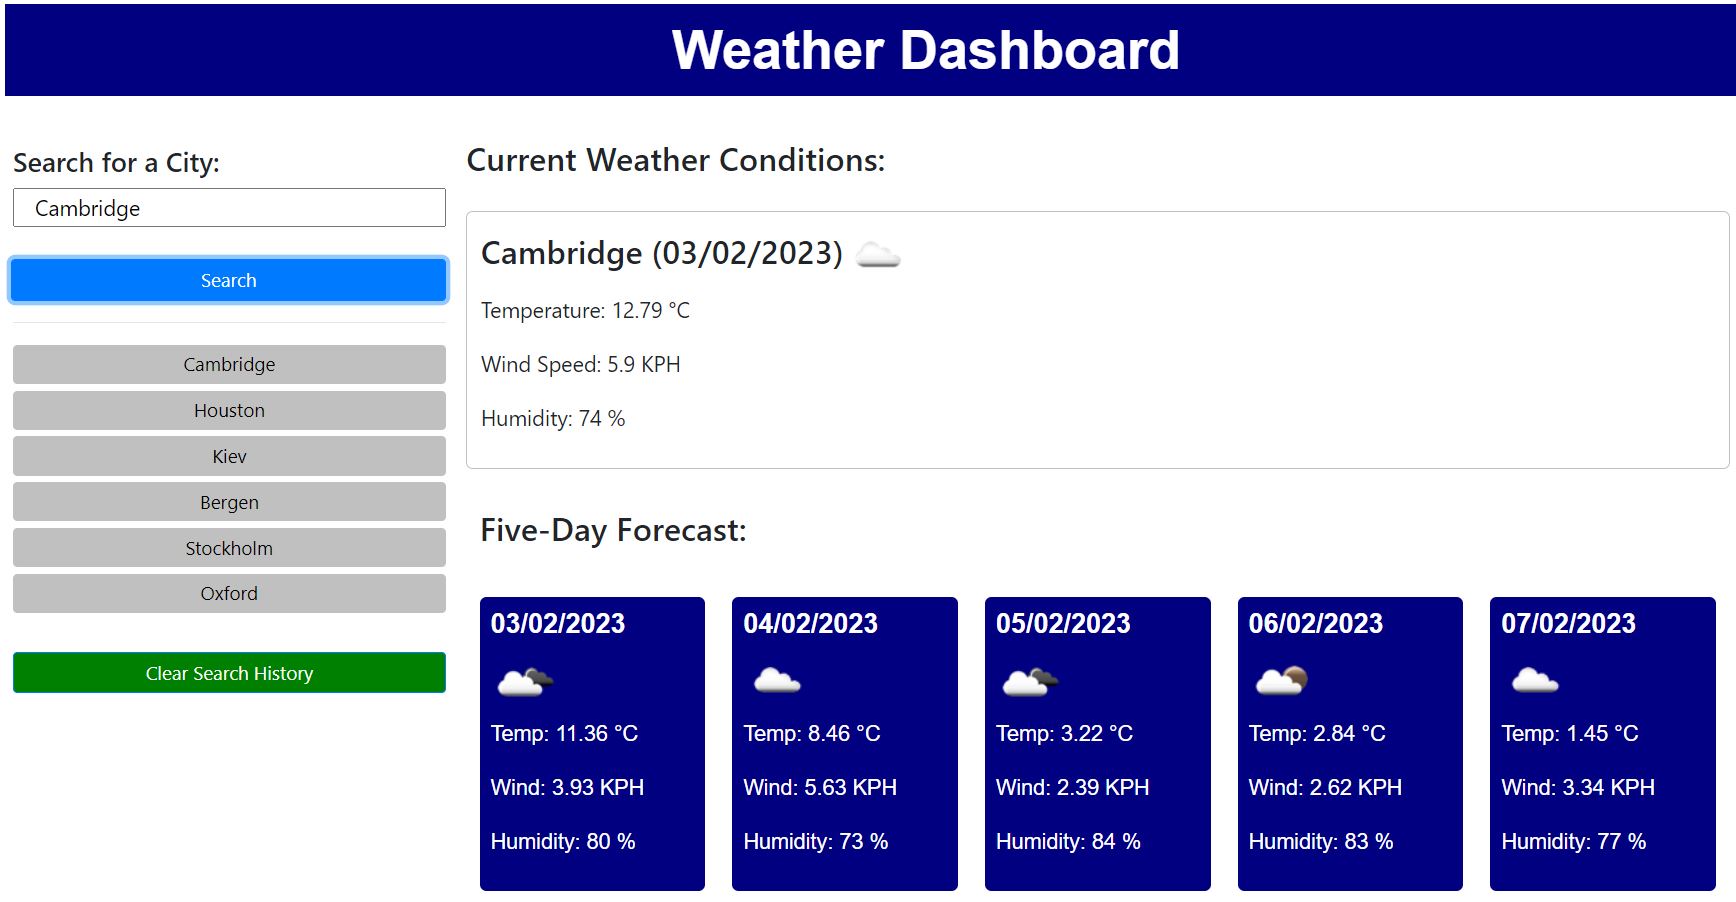 Weather Dashboard
Search for a City:
Cambridge
Search
Cambridge
Houston
Kiev
Bergen
Stockholm
Oxford
Clear Search History
Current Weather Conditions:
Cambridge (03/02/2023)
Temperature: 12.79 °C
Wind Speed: 5.9 KPH
Humidity: 74 %
Five-Day Forecast:
03/02/2023
Temp: 11.36 °C
Wind: 3.93 KPH
Humidity: 80 %
04/02/2023
Temp: 8.46 °C
Wind: 5.63 KPH
Humidity: 73 %
05/02/2023
Temp: 3.22 °C
Wind: 2.39 KPH
Humidity: 84 %
06/02/2023
Temp: 2.84 °C
Wind: 2.62 KPH
Humidity: 83 %
07/02/2023
Temp: 1.45 °C
Wind: 3.34 KPH
Humidity: 77 %